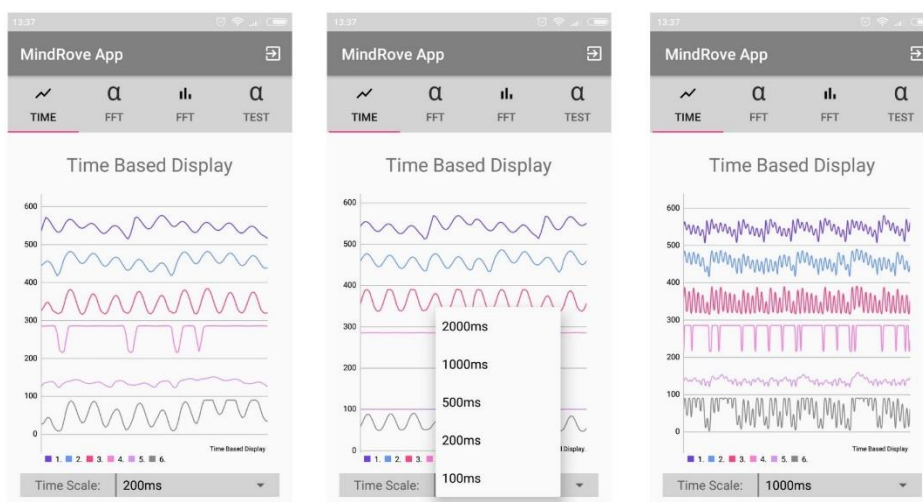 13:37
MindRove App
α α
TIME FFT FFT TEST
Time Based Display
600
500
400
300
200
100
0
Time Based Display
1. 2. 3. 4. 5. 6.
Time Scale: 200ms
13:37
MindRove App
α α
TIME FFT FFT TEST
Time Based Display
600
500
400
300
200
100
0
2000ms
1000ms
500ms
200ms
100ms
d Display.
1. 2. 3.
Time Scale:
13:37
MindRove App
α α
TIME FFT FFT TEST
Time Based Display
600
500
400
300
200
100
0
Time Based Display
1. 2. 3. 4. 5. 6.
Time Scale: 1000ms